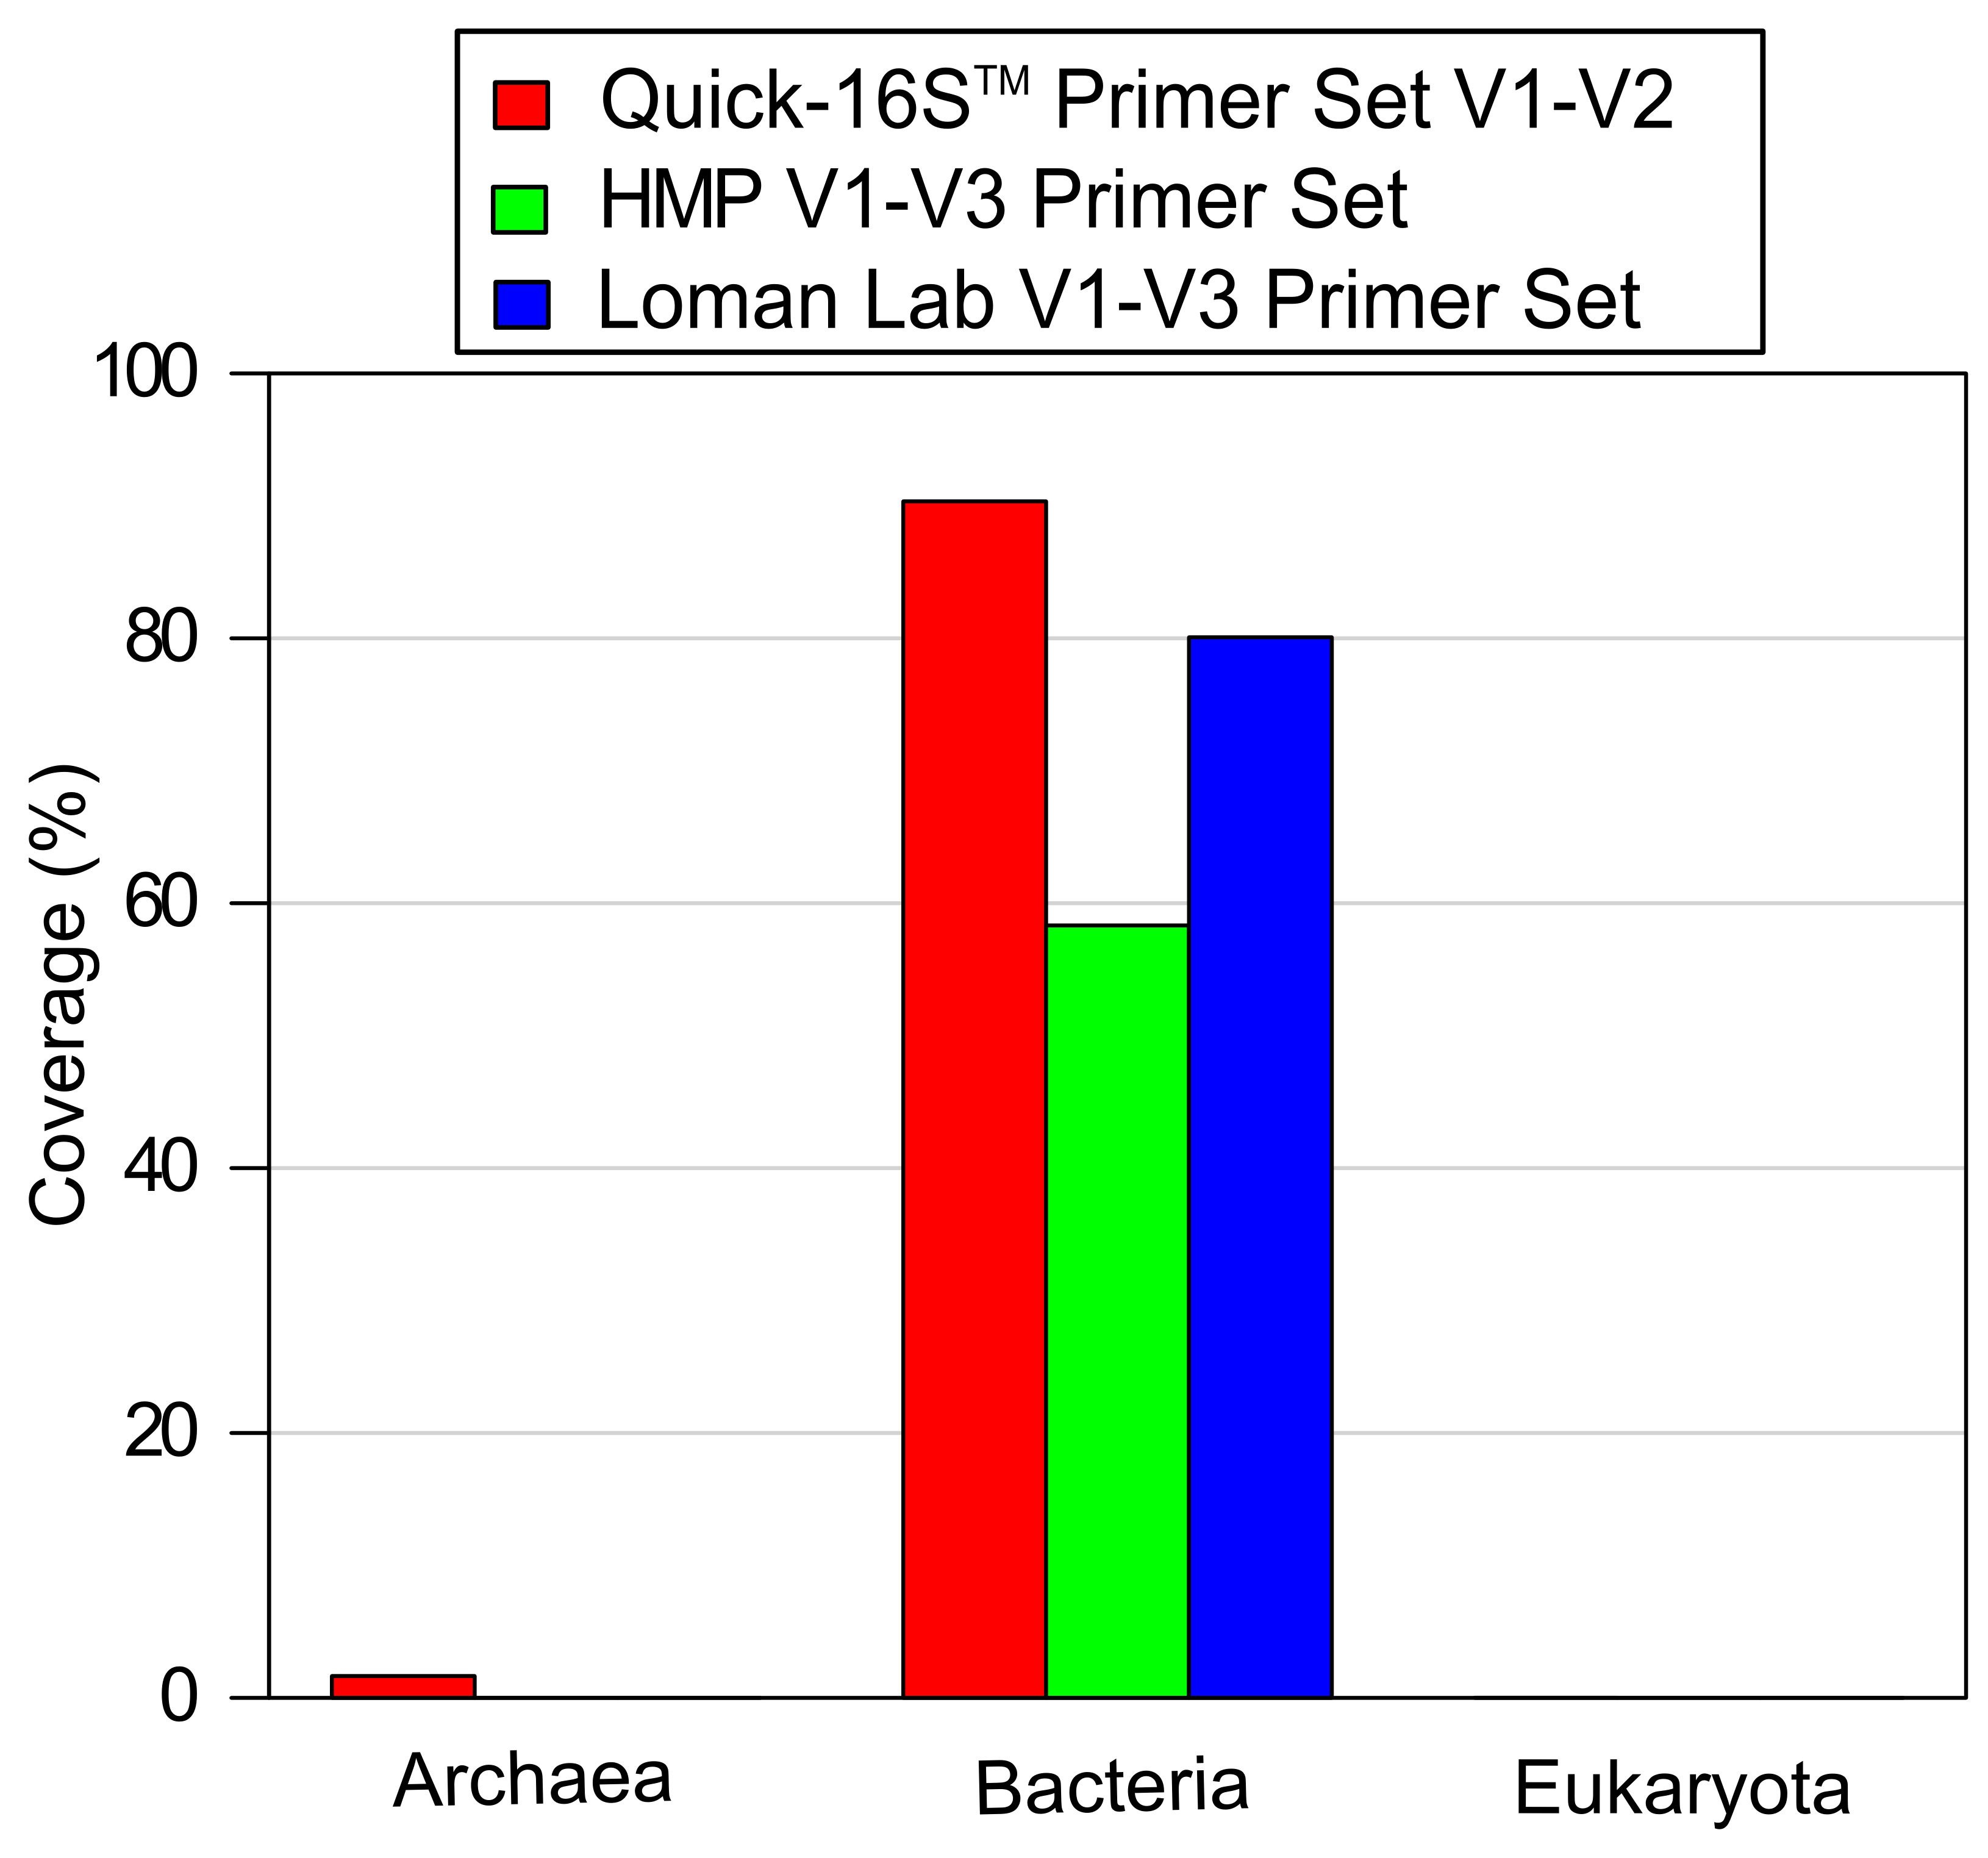 Quick-16S™ Primer Set V1-V2
HMP V1-V3 Primer Set
Loman Lab V1-V3 Primer Set
100
80
60
40
20
0
Coverage (%)
Archaea
Bacteria
Eukaryota